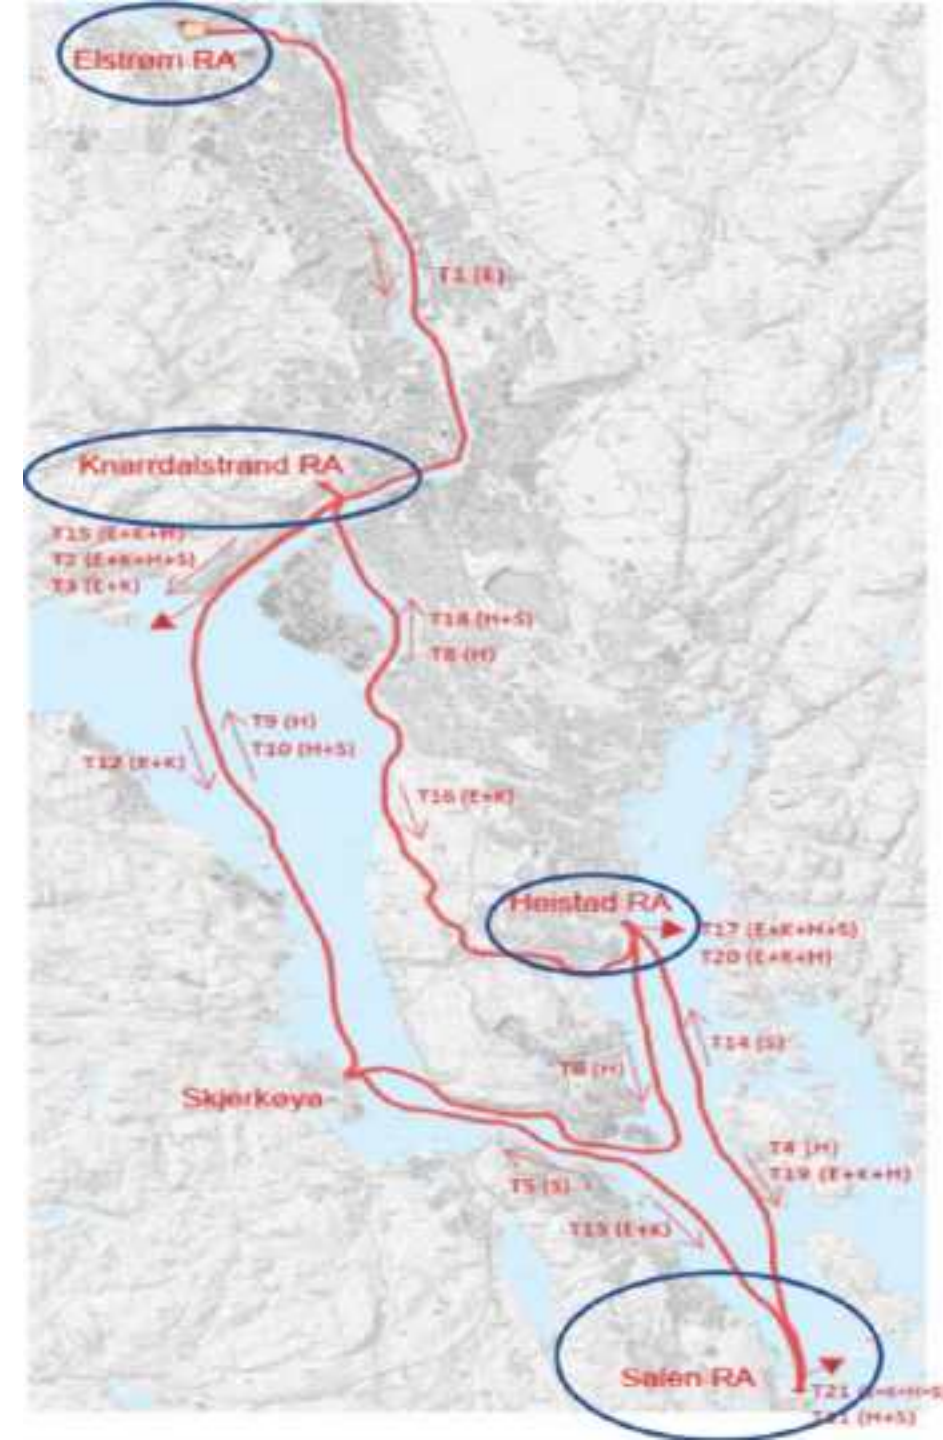 Elstrøm RA
T1 (E)
Knarrdalstrand RA
T15 (E+K+H)
T2 (E+K+H+S)
T3 (E+K)
T18 (H+S)
T8 (H)
T9 (H)
T10 (H+S)
T12 (E+K)
T16 (E+K)
Heistad RA
T17 (E+K+H+S)
T20 (E+K+H)
T14 (S)
T6 (H)
Skjerkøya
T4 (H)
T19 (E+K+H)
T5 (S)
T13 (E+K)
Salen RA
T21 (E+K+H+S
(H+S)